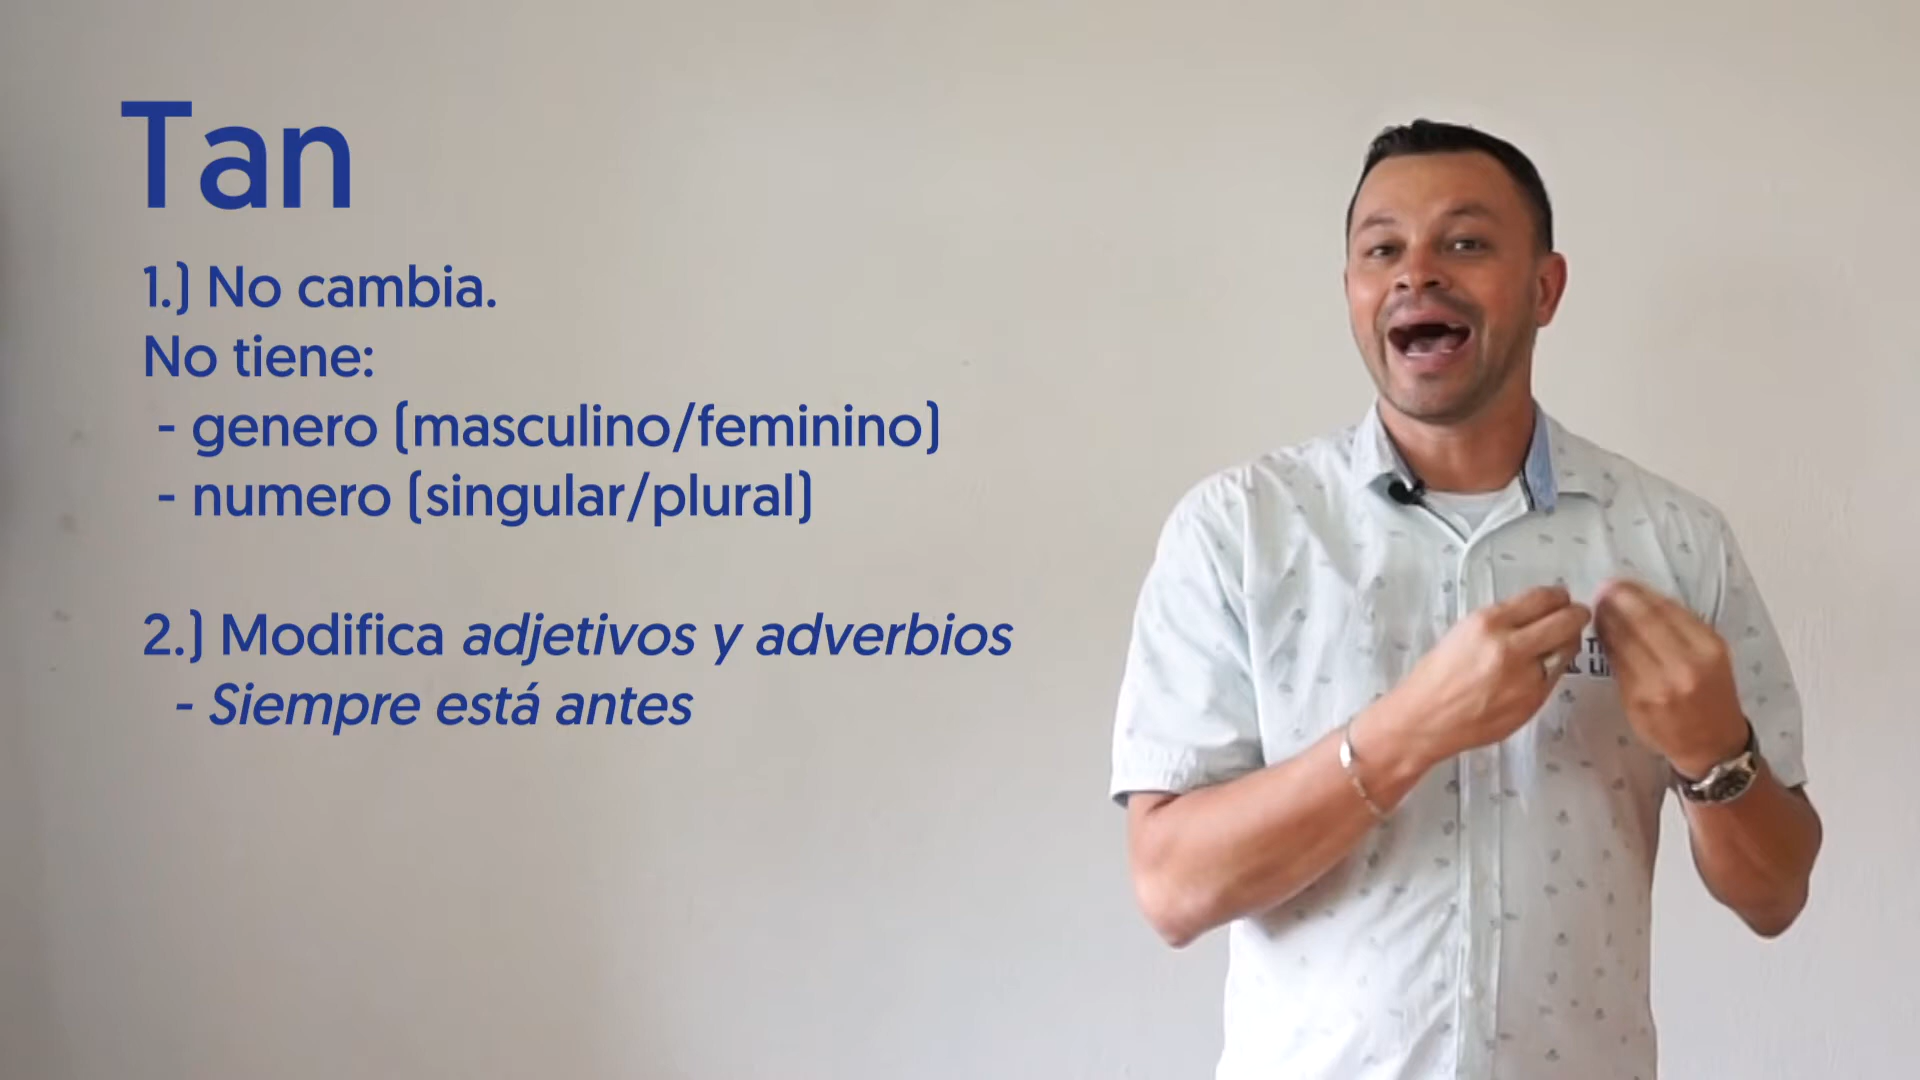 Tan
1.) No cambia.
No tiene:
- genero (masculino/feminino)
- numero (singular/plural)
2.) Modifica adjetivos y adverbios
- Siempre está antes